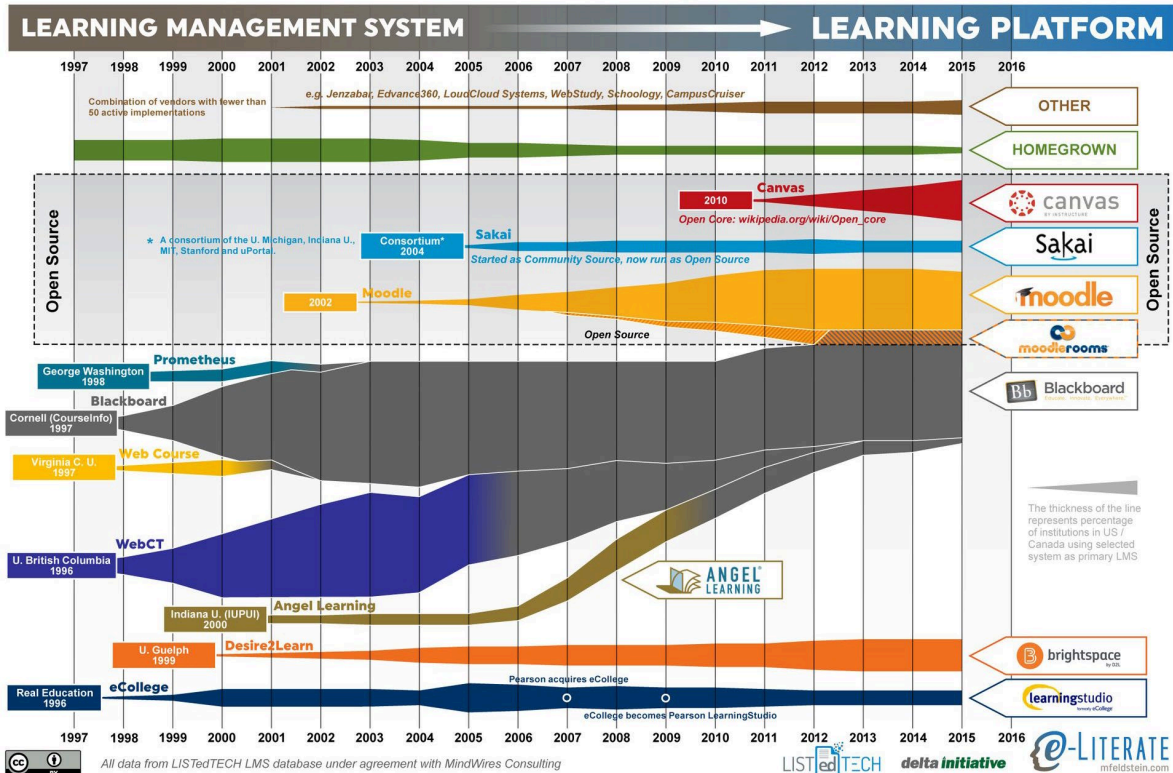 LEARNING MANAGEMENT SYSTEM
LEARNING PLATFORM
1997 1998 1999 2000 2001 2002 2003 2004 2005 2006 2007 2008 2009 2010 2011 2012 2013 2014 2015 2016
Combination of vendors with fewer than
50 active implementations
e.g. Jenzabar, Edvance360, LoudCloud Systems, WebStudy, Schoology, CampusCruiser
OTHER
HOMEGROWN
Open Source
Open Source
2010
Canvas
Open Core: wikipedia.org/wiki/Open_core
canvas
BY INSTRUCTURE
* A consortium of the U. Michigan, Indiana U.,
MIT, Stanford and uPortal.
Consortium*
2004
Sakai
Started as Community Source, now run as Open Source
Sakai
2002
Moodle
moodle
Open Source
moodlerooms
George Washington
1998
Prometheus
Cornell (CourseInfo)
1997
Blackboard
Bb Blackboard
Virginia C. U.
1997
Web Course
U. British Columbia
1996
WebCT
The thickness of the line
represents percentage
of institutions in US /
Canada using selected
system as primary LMS
ANGEL
LEARNING
Indiana U. (IUPUI)
2000
Angel Learning
U. Guelph
1999
Desire2Learn
B brightspace
by D2L
Real Education
1996
eCollege
Pearson acquires eCollege
eCollege becomes Pearson LearningStudio
learningstudio
formerly eCollege
1997 1998 1999 2000 2001 2002 2003 2004 2005 2006 2007 2008 2009 2010 2011 2012 2013 2014 2015 2016
cc
BY
All data from LISTedTECH LMS database under agreement with MindWires Consulting
LISTedTECH
delta initiative
e-LITERATE
mfeldstein.com